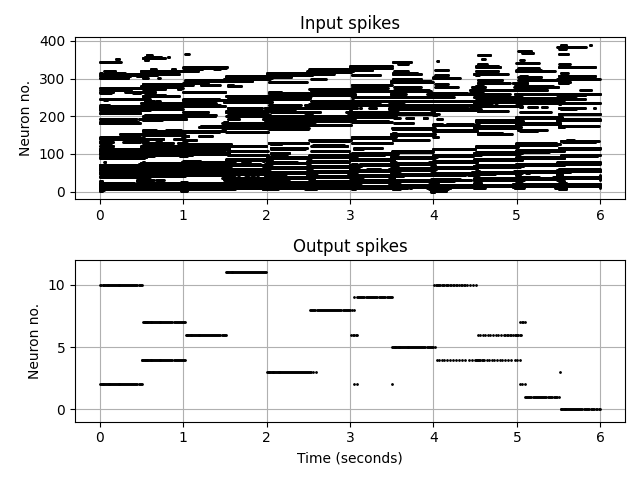 Input spikes
Neuron no.
400
300
200
100
0
0 1 2 3 4 5 6
Output spikes
Neuron no.
10
5
0
0 1 2 3 4 5 6
Time (seconds)